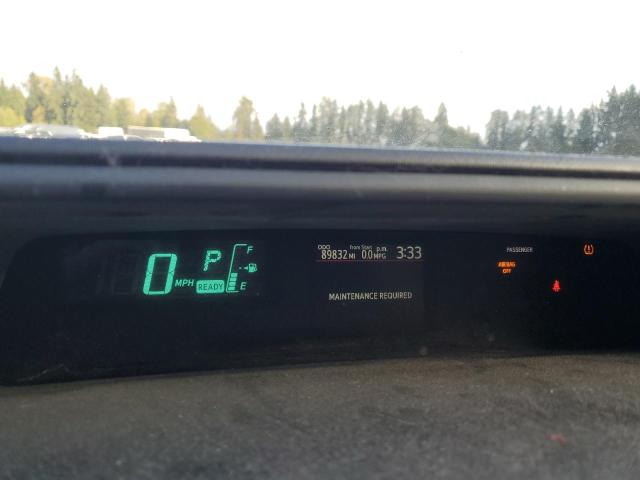 0 MPH
P
READY
F
E
ODO
89832 MI
from Start
0.0 MPG
p.m.
3:33
MAINTENANCE REQUIRED
PASSENGER
AIRBAG
OFF